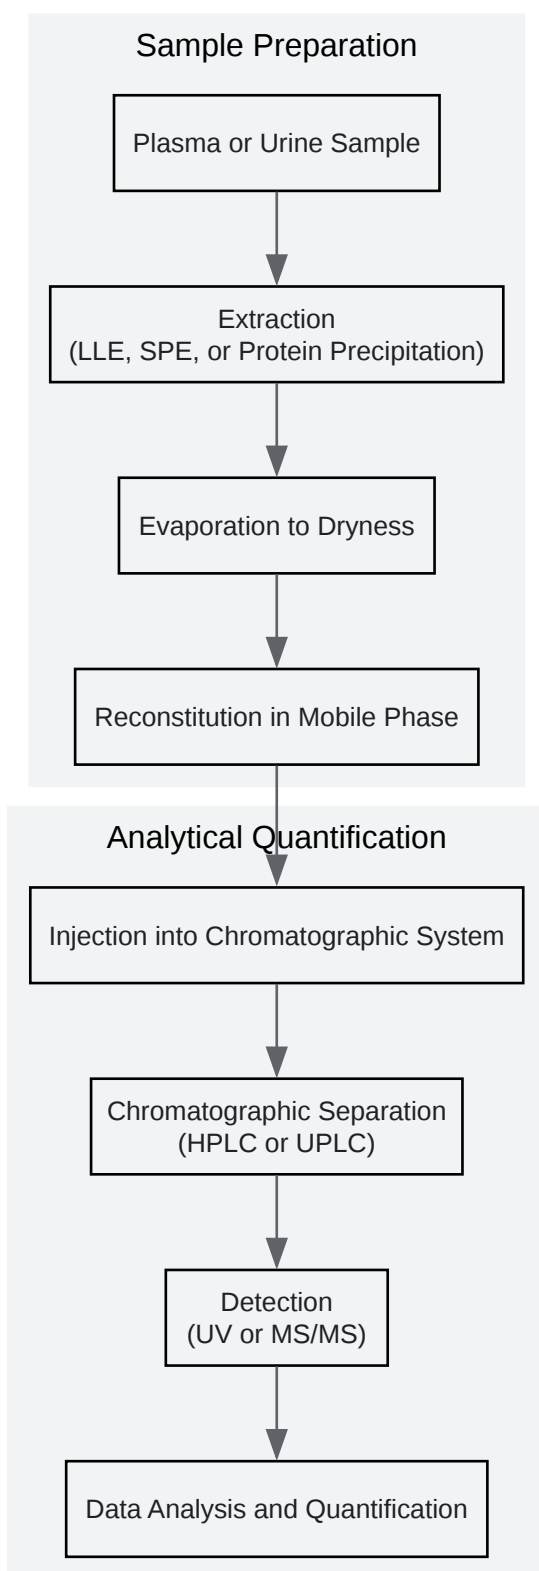 Sample Preparation
Plasma or Urine Sample
Extraction
(LLE, SPE, or Protein Precipitation)
Evaporation to Dryness
Reconstitution in Mobile Phase
Analytical Quantification
Injection into Chromatographic System
Chromatographic Separation
(HPLC or UPLC)
Detection
(UV or MS/MS)
Data Analysis and Quantification